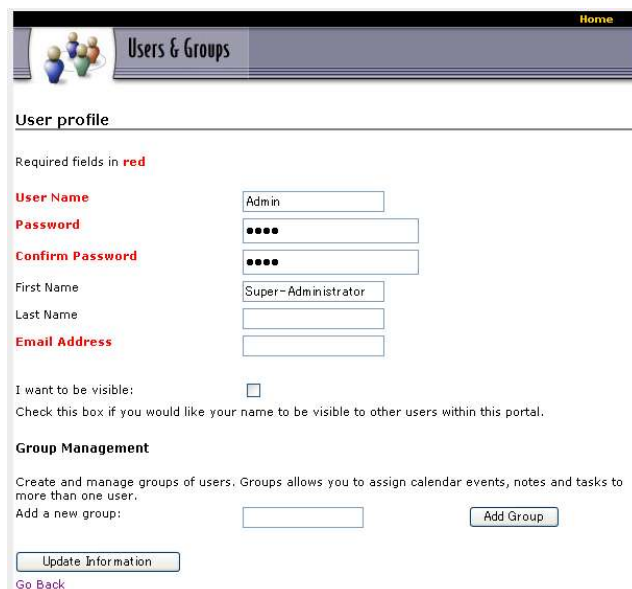 Home
Users & Groups
User profile
Required fields in red
User Name Admin
Password ••••
Confirm Password ••••
First Name Super-Administrator
Last Name
Email Address
I want to be visible:
Check this box if you would like your name to be visible to other users within this portal.
Group Management
Create and manage groups of users. Groups allows you to assign calendar events, notes and tasks to
more than one user.
Add a new group: Add Group
Update Information
Go Back